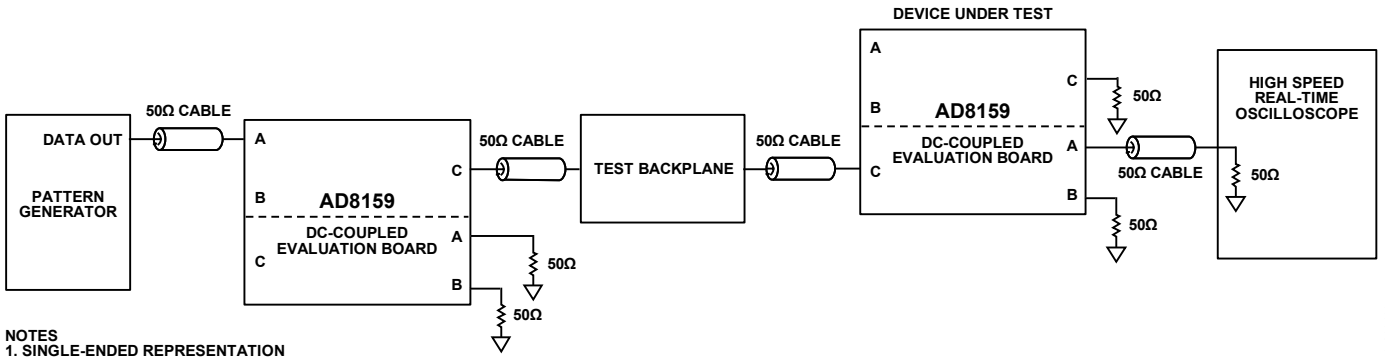 DEVICE UNDER TEST
PATTERN
GENERATOR
DATA OUT
50Ω CABLE
A
B
C
AD8159
DC-COUPLED
EVALUATION BOARD
C
A
B
50Ω
50Ω
50Ω CABLE
TEST BACKPLANE
50Ω CABLE
A
B
C
AD8159
DC-COUPLED
EVALUATION BOARD
C
A
B
50Ω
50Ω
50Ω CABLE
HIGH SPEED
REAL-TIME
OSCILLOSCOPE
50Ω
NOTES
1. SINGLE-ENDED REPRESENTATION